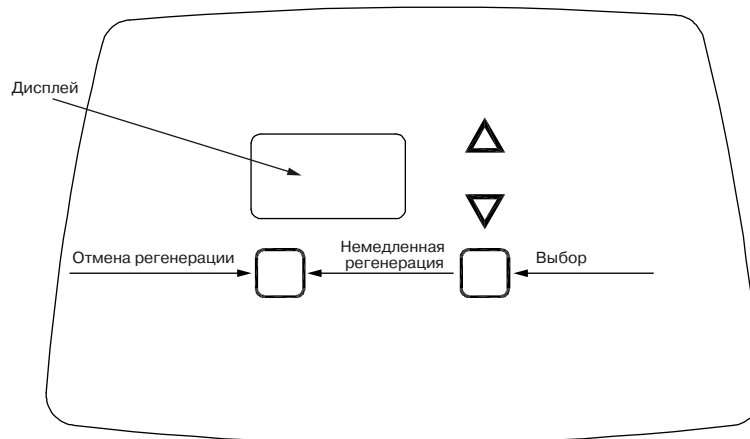 Дисплей
Отмена регенерации
Немедленная
регенерация
Выбор